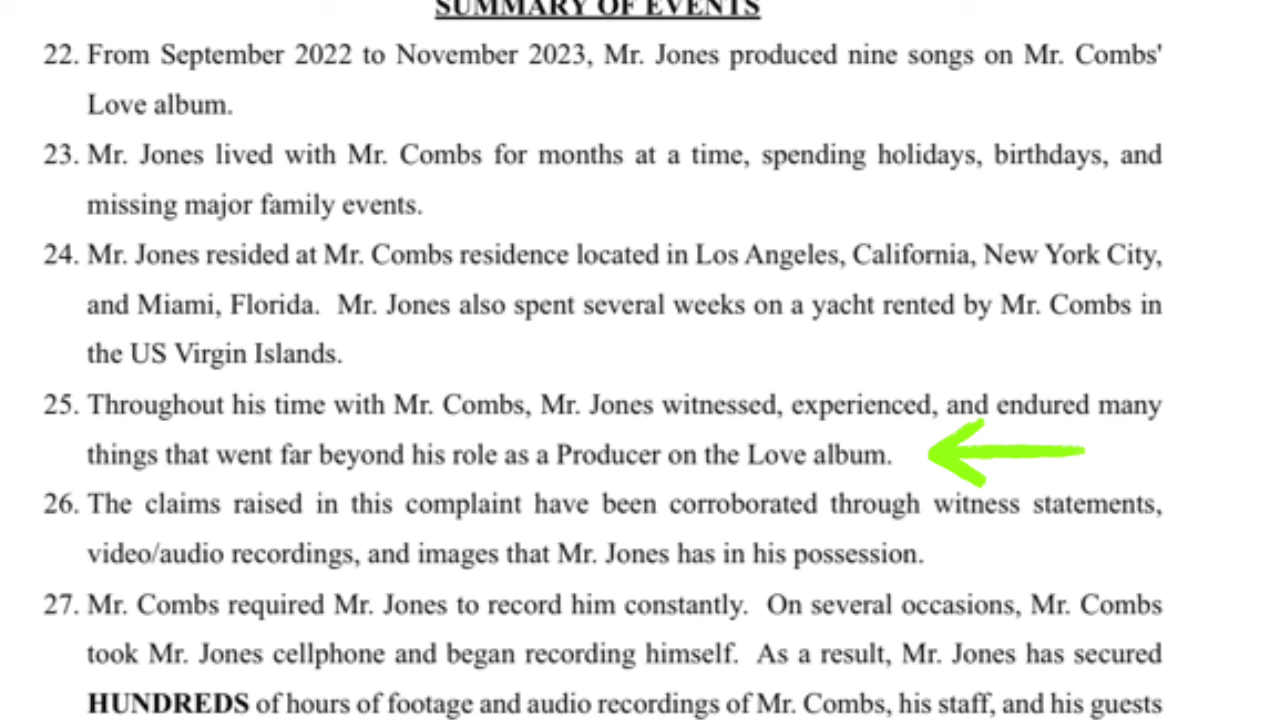 SUMMARY OF EVENTS
22. From September 2022 to November 2023, Mr. Jones produced nine songs on Mr. Combs'
Love album.
23. Mr. Jones lived with Mr. Combs for months at a time, spending holidays, birthdays, and
missing major family events.
24. Mr. Jones resided at Mr. Combs residence located in Los Angeles, California, New York City,
and Miami, Florida.  Mr. Jones also spent several weeks on a yacht rented by Mr. Combs in
the US Virgin Islands.
25. Throughout his time with Mr. Combs, Mr. Jones witnessed, experienced, and endured many
things that went far beyond his role as a Producer on the Love album.
26. The claims raised in this complaint have been corroborated through witness statements,
video/audio recordings, and images that Mr. Jones has in his possession.
27. Mr. Combs required Mr. Jones to record him constantly.  On several occasions, Mr. Combs
took Mr. Jones cellphone and began recording himself.  As a result, Mr. Jones has secured
HUNDREDS of hours of footage and audio recordings of Mr. Combs, his staff, and his guests